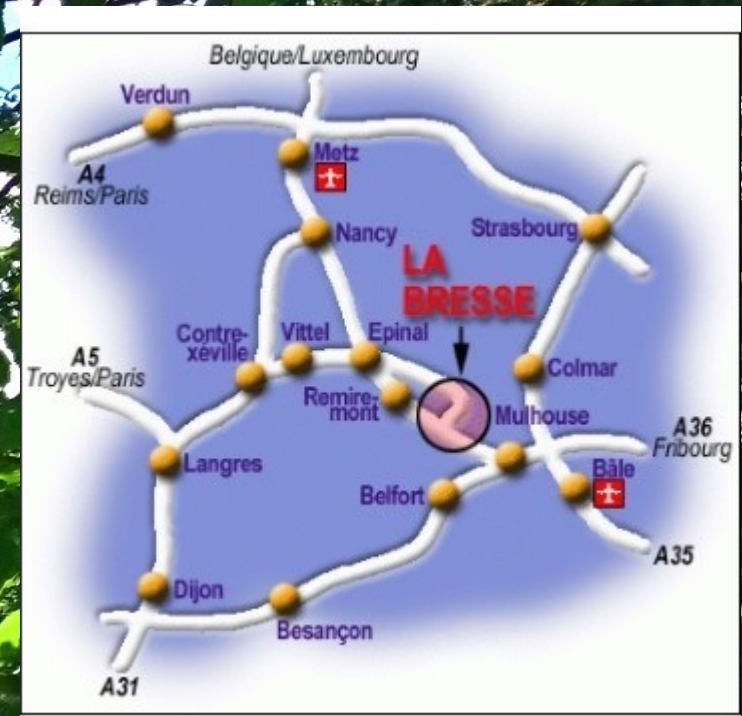 Belgique/Luxembourg
Verdun
Metz
A4
Reims/Paris
Nancy
Strasbourg
LA
BRESSE
Contre-
xéville
Vittel
Epinal
A5
Troyes/Paris
Colmar
Remire-
mont
Mulhouse
A36
Fribourg
Langres
Belfort
Bâle
A35
Dijon
Besançon
A31